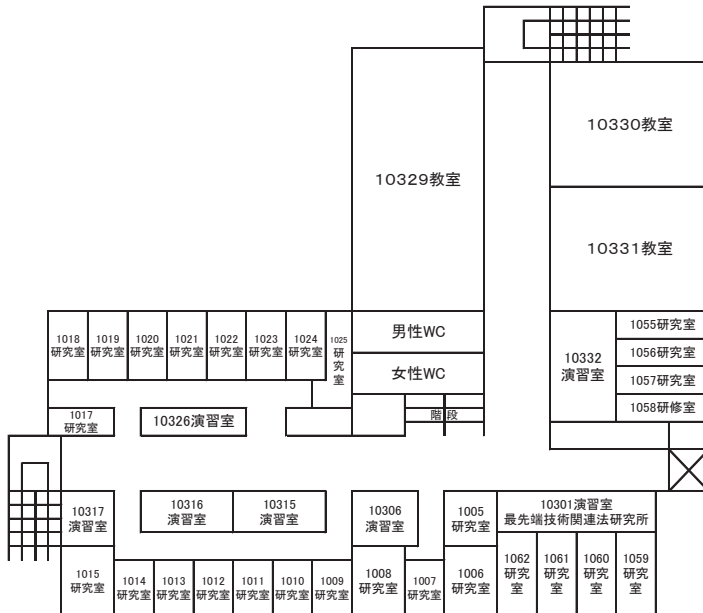 10330教室
10329教室
10331教室
1018
研究室
1019
研究室
1020
研究室
1021
研究室
1022
研究室
1023
研究室
1024
研究室
1025
研
究
室
男性WC
女性WC
10332
演習室
1055研究室
1056研究室
1057研究室
1058研修室
1017
研究室
10326演習室
階段
10317
演習室
10316
演習室
10315
演習室
10306
演習室
1005
研究室
10301演習室
最先端技術関連法研究所
1015
研究室
1014
研究室
1013
研究室
1012
研究室
1011
研究室
1010
研究室
1009
研究室
1008
研究室
1007
研究室
1006
研究室
1062
研究
室
1061
研究
室
1060
研究
室
1059
研究
室